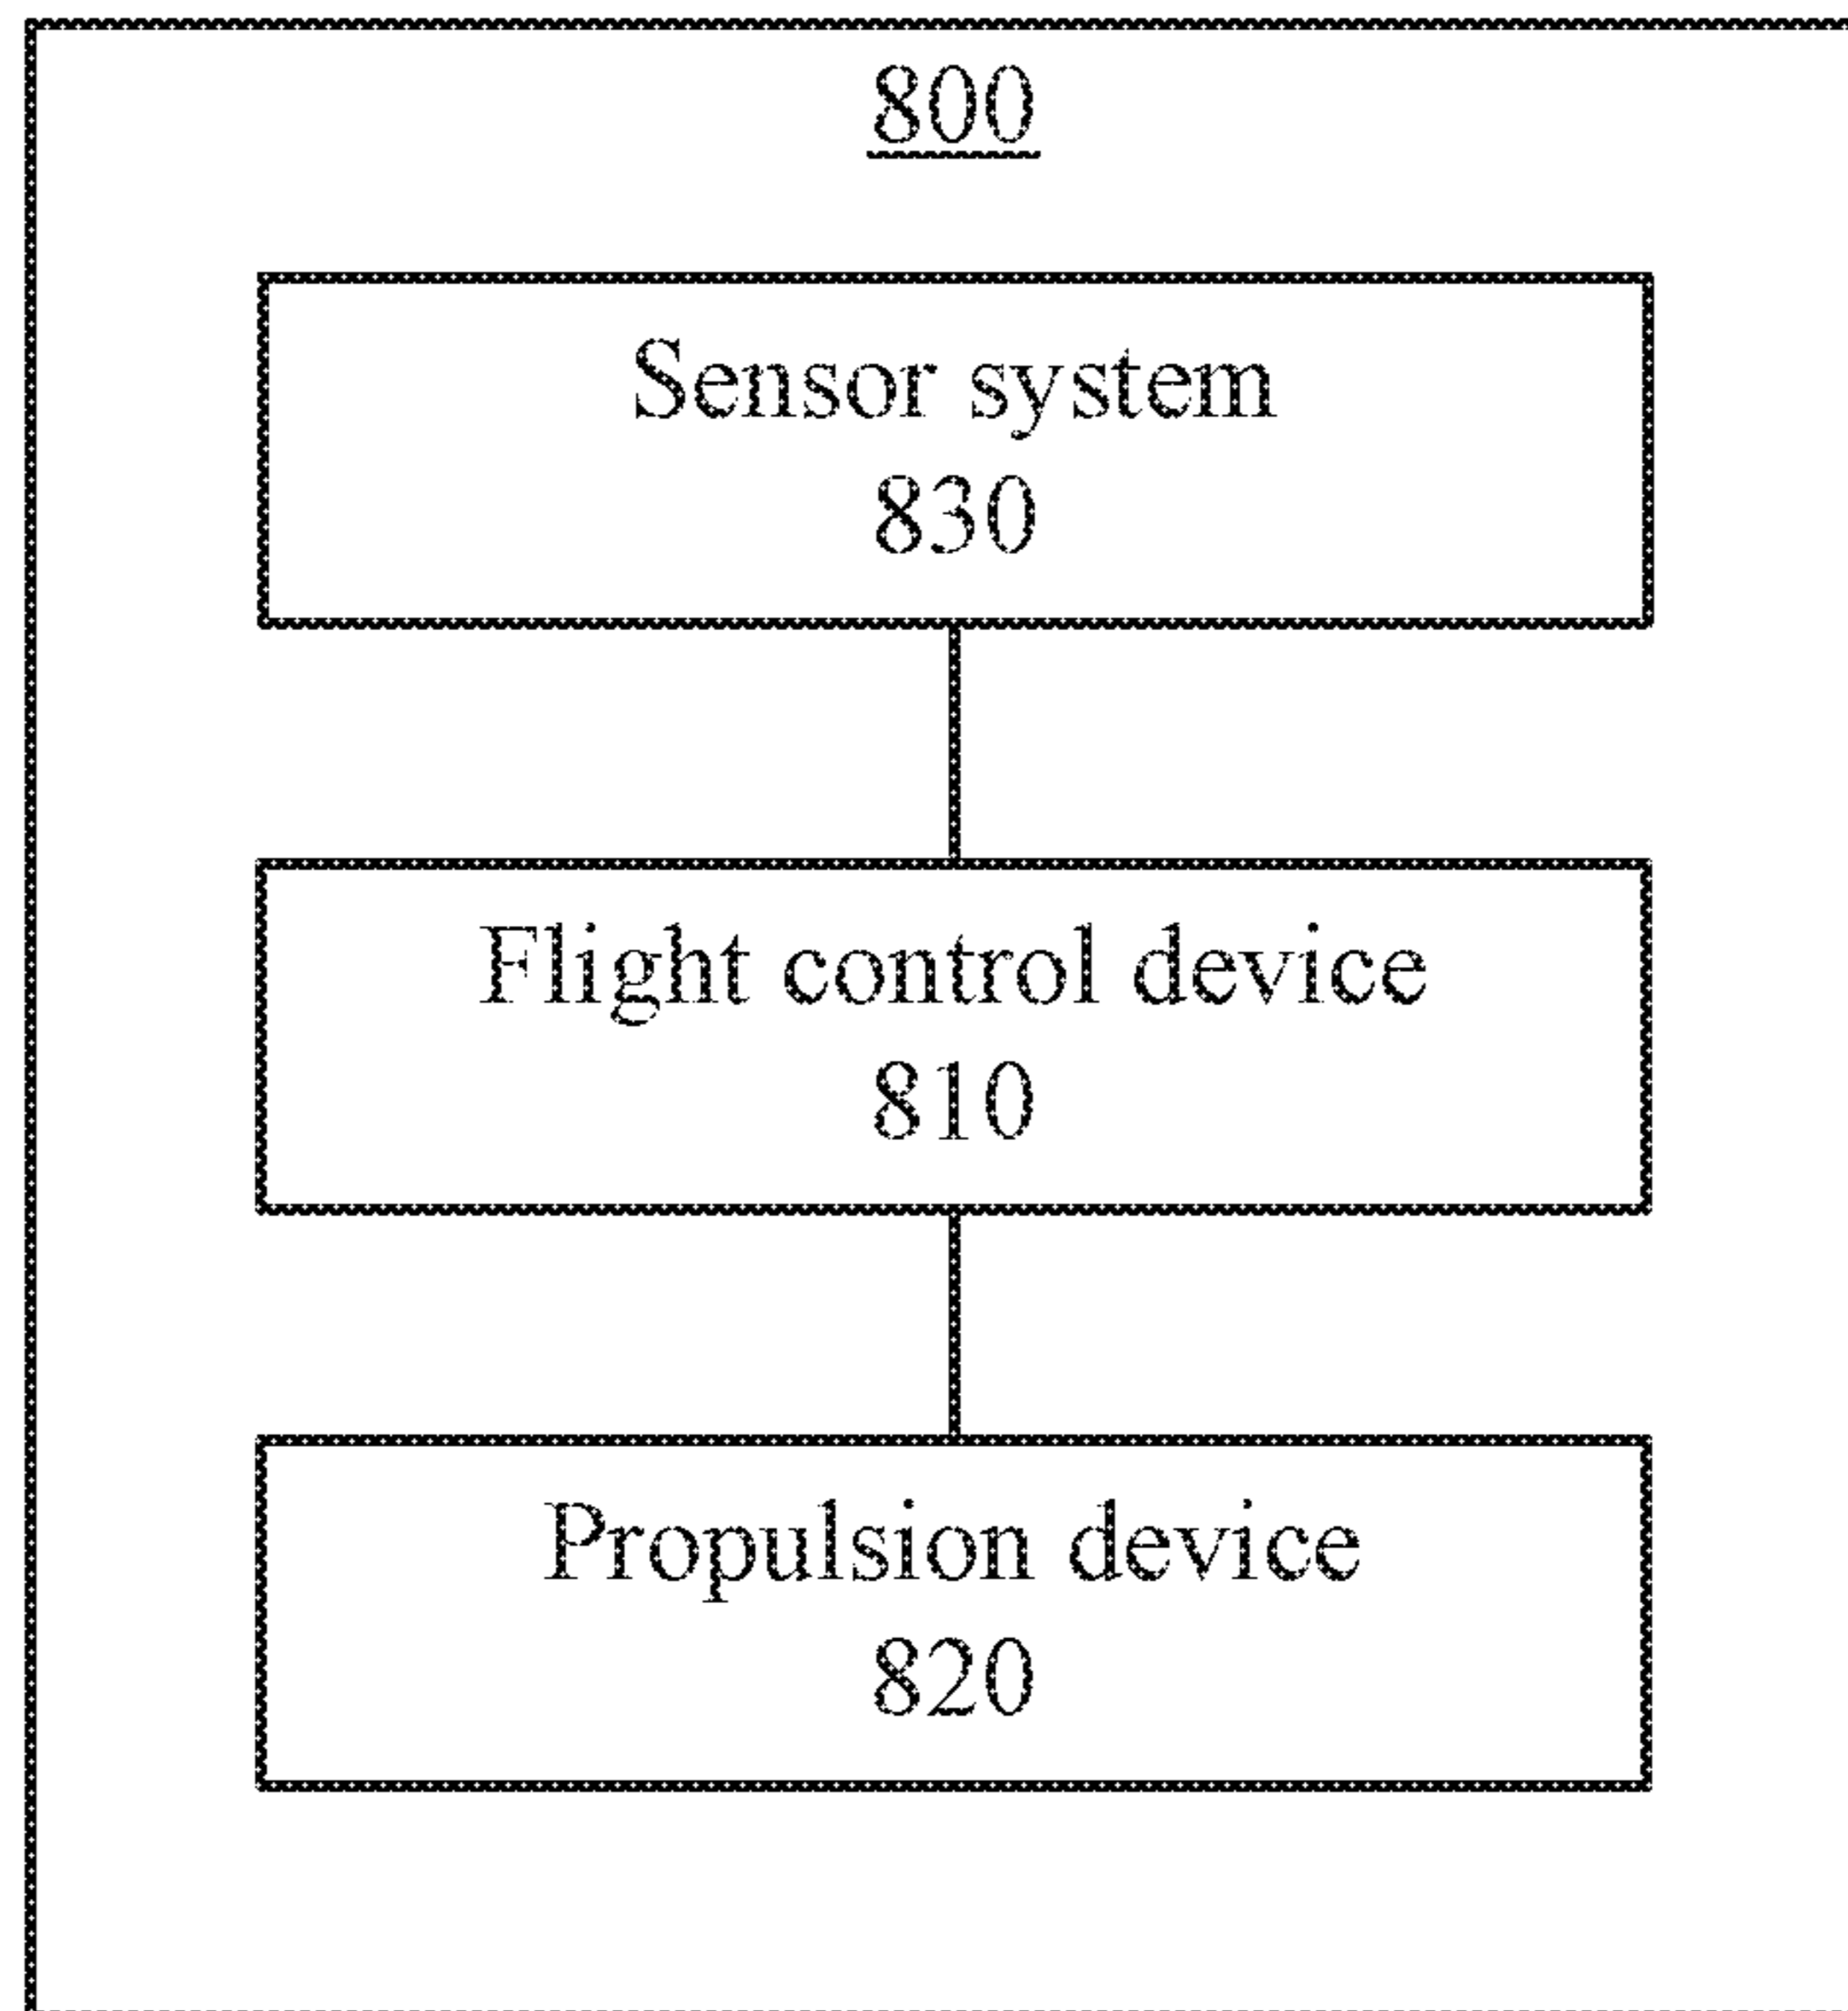 800
Sensor system
830
Flight control device
810
Propulsion device
820